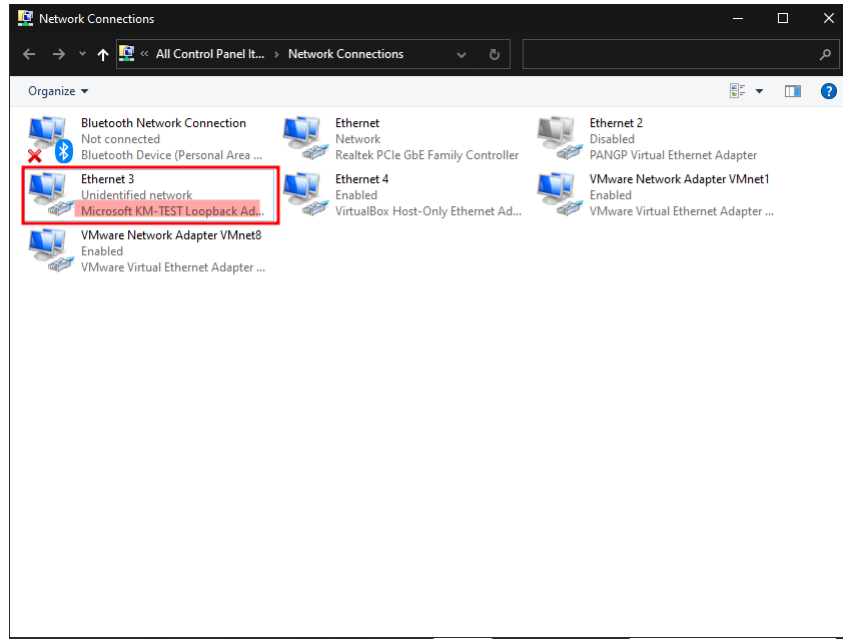 Network Connections
« All Control Panel It... › Network Connections
Organize
Bluetooth Network Connection
Not connected
Bluetooth Device (Personal Area ...
Ethernet
Network
Realtek PCIe GbE Family Controller
Ethernet 2
Disabled
PANGP Virtual Ethernet Adapter
Ethernet 3
Unidentified network
Microsoft KM-TEST Loopback Ad...
Ethernet 4
Enabled
VirtualBox Host-Only Ethernet Ad...
VMware Network Adapter VMnet1
Enabled
VMware Virtual Ethernet Adapter ...
VMware Network Adapter VMnet8
Enabled
VMware Virtual Ethernet Adapter ...